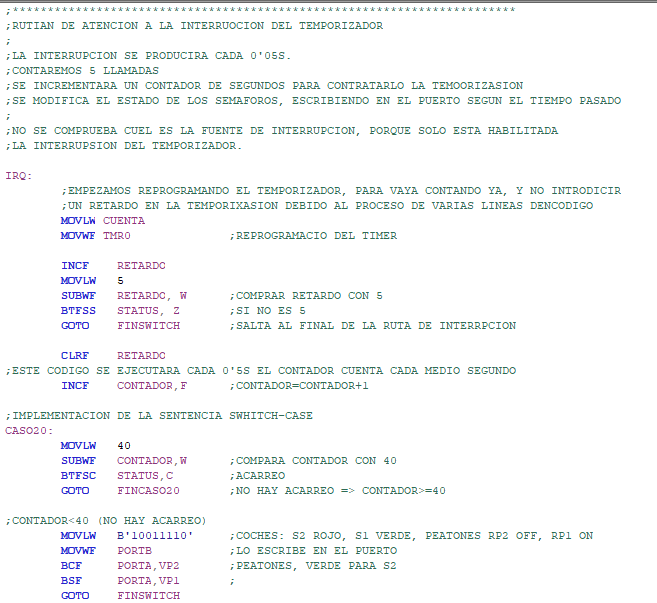 ;************************************************************************
;RUTIAN DE ATENCION A LA INTERRUOCION DEL TEMPORIZADOR
;
;LA INTERRUPCION SE PRODUCIRA CADA 0'05S.
;CONTAREMOS 5 LLAMADAS
;SE INCREMENTARA UN CONTADOR DE SEGUNDOS PARA CONTRATARLO LA TEMOORIZASION
;SE MODIFICA EL ESTADO DE LOS SEMAFOROS, ESCRIBIENDO EN EL PUERTO SEGUN EL TIEMPO PASADO
;
;NO SE COMPRUEBA CUEL ES LA FUENTE DE INTERRUPCION, PORQUE SOLO ESTA HABILITADA
;LA INTERRUPSION DEL TEMPORIZADOR.
IRQ:
;EMPEZAMOS REPROGRAMANDO EL TEMPORIZADOR, PARA VAYA CONTANDO YA, Y NO INTRODICIR
;UN RETARDO EN LA TEMPORIXASION DEBIDO AL PROCESO DE VARIAS LINEAS DENCODIGO
MOVLW CUENTA
MOVWF TMR0 ;REPROGRAMACIO DEL TIMER
INCF RETARDO
MOVLW 5
SUBWF RETARDO, W ;COMPRAR RETARDO CON 5
BTFSS STATUS, Z ;SI NO ES 5
GOTO FINSWITCH ;SALTA AL FINAL DE LA RUTA DE INTERRPCION
CLRF RETARDO
;ESTE CODIGO SE EJECUTARA CADA 0'5S EL CONTADOR CUENTA CADA MEDIO SEGUNDO
INCF CONTADOR,F ;CONTADOR=CONTADOR+1
;IMPLEMENTACION DE LA SENTENCIA SWHITCH-CASE
CASO20:
MOVLW 40
SUBWF CONTADOR,W ;COMPARA CONTADOR CON 40
BTFSC STATUS,C ;ACARREO
GOTO FINCASO20 ;NO HAY ACARREO => CONTADOR>=40
;CONTADOR<40 (NO HAY ACARREO)
MOVLW B'10011110' ;COCHES: S2 ROJO, S1 VERDE, PEATONES RP2 OFF, RP1 ON
MOVWF PORTB ;LO ESCRIBE EN EL PUERTO
BCF PORTA,VP2 ;PEATONES, VERDE PARA S2
BSF PORTA,VP1 ;
GOTO FINSWITCH